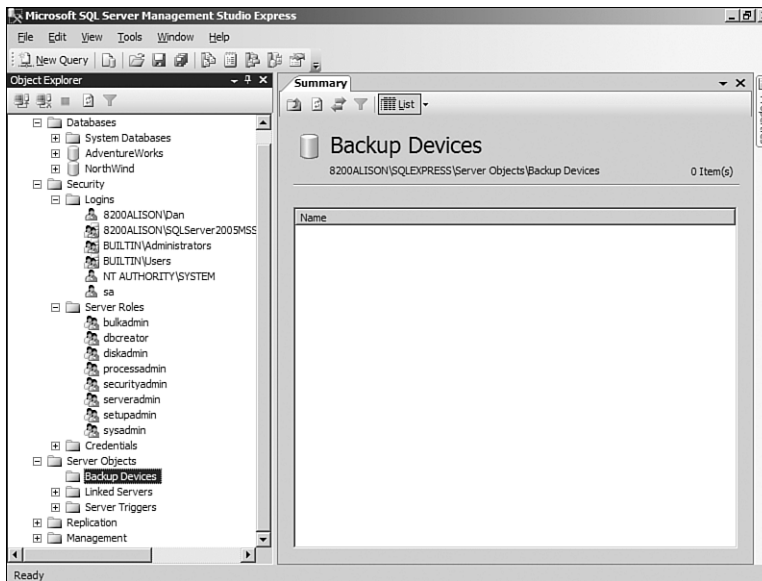 Microsoft SQL Server Management Studio Express
File Edit View Tools Window Help
New Query
Object Explorer
Databases
System Databases
AdventureWorks
NorthWind
Security
Logins
8200ALISON\Dan
8200ALISON\SQLServer2005MSS
BUILTIN\Administrators
BUILTIN\Users
NT AUTHORITY\SYSTEM
sa
Server Roles
bulkadmin
dbcreator
diskadmin
processadmin
securityadmin
serveradmin
setupadmin
sysadmin
Credentials
Server Objects
Backup Devices
Linked Servers
Server Triggers
Replication
Management
Summary
List
Backup Devices
8200ALISON\SQLEXPRESS\Server Objects\Backup Devices 0 Item(s)
Name
Ready